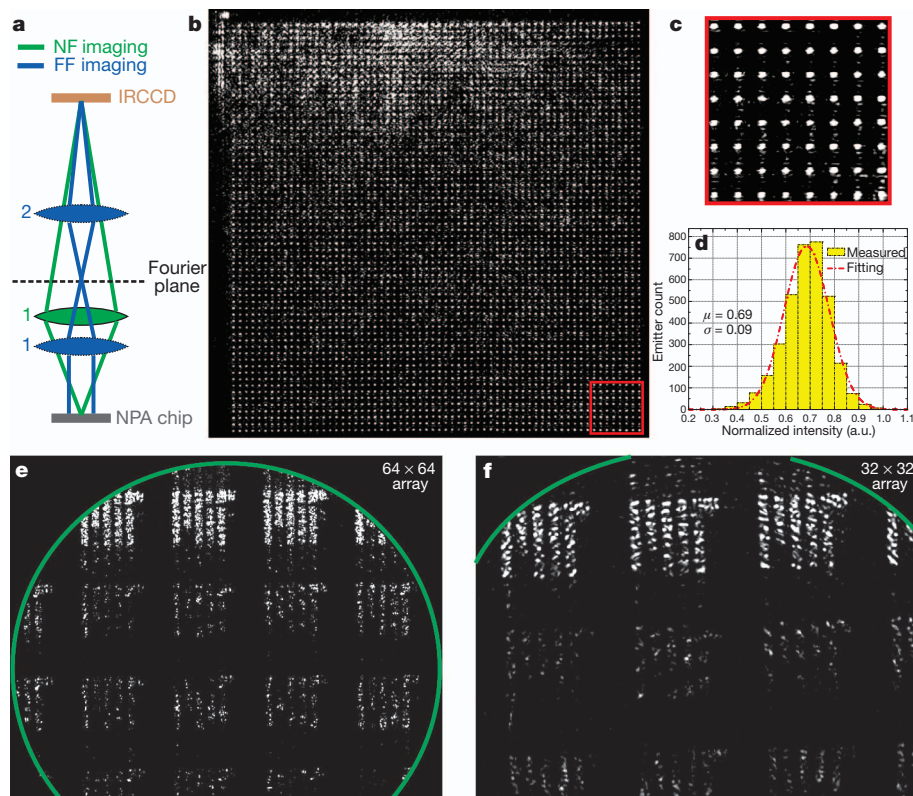 a
NF imaging
FF imaging
IRCCD
2
Fourier
plane
1
1
NPA chip
b
c
d
Measured
Fitting
μ = 0.69
σ = 0.09
Emitter count
800
700
600
500
400
300
200
100
0
0.2 0.3 0.4 0.5 0.6 0.7 0.8 0.9 1.0 1.1
Normalized intensity (a.u.)
e
64 × 64
array
f
32 × 32
array